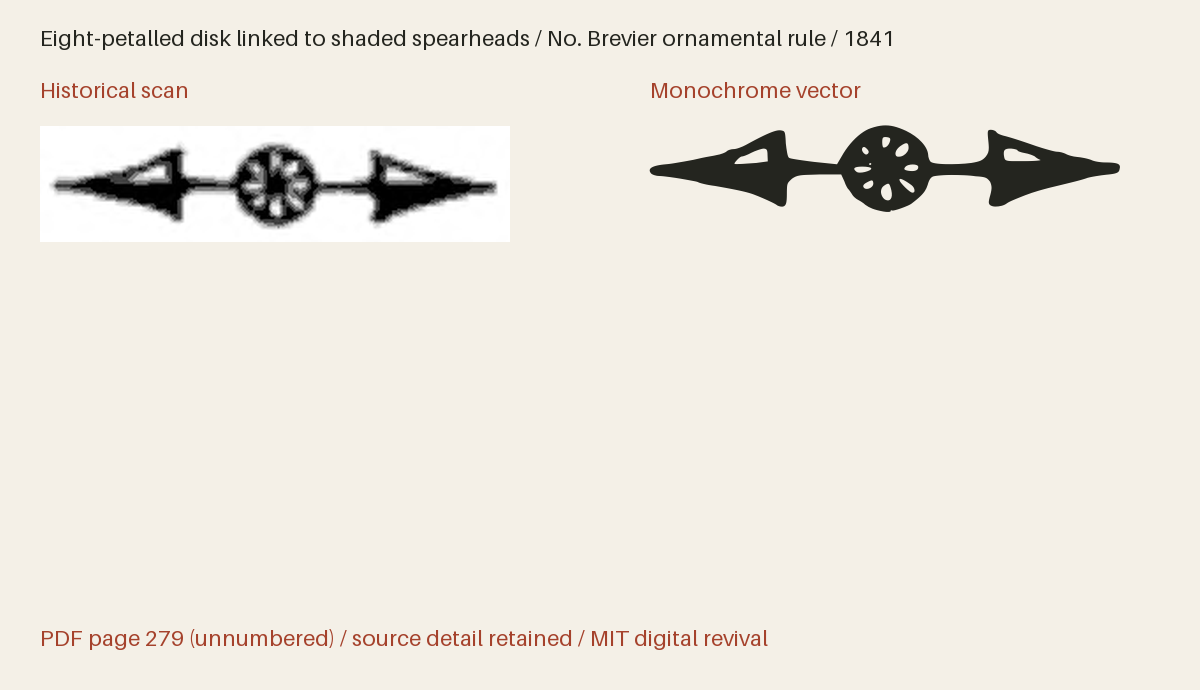 Eight-petalled disk linked to shaded spearheads / No. Brevier ornamental rule / 1841
Historical scan
Monochrome vector
PDF page 279 (unnumbered) / source detail retained / MIT digital revival